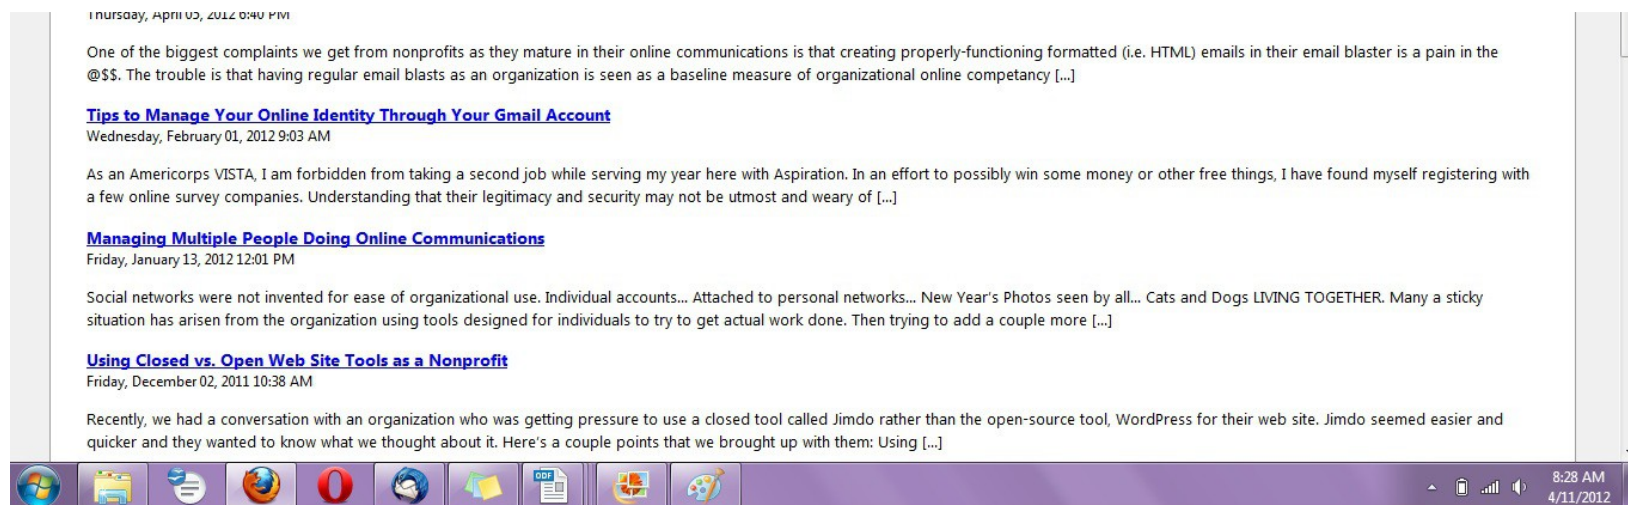 Thursday, April 05, 2012 6:40 PM
One of the biggest complaints we get from nonprofits as they mature in their online communications is that creating properly-functioning formatted (i.e. HTML) emails in their email blaster is a pain in the
@$$. The trouble is that having regular email blasts as an organization is seen as a baseline measure of organizational online competancy [...]
Tips to Manage Your Online Identity Through Your Gmail Account
Wednesday, February 01, 2012 9:03 AM
As an Americorps VISTA, I am forbidden from taking a second job while serving my year here with Aspiration. In an effort to possibly win some money or other free things, I have found myself registering with
a few online survey companies. Understanding that their legitimacy and security may not be utmost and weary of [...]
Managing Multiple People Doing Online Communications
Friday, January 13, 2012 12:01 PM
Social networks were not invented for ease of organizational use. Individual accounts... Attached to personal networks... New Year's Photos seen by all... Cats and Dogs LIVING TOGETHER. Many a sticky
situation has arisen from the organization using tools designed for individuals to try to get actual work done. Then trying to add a couple more [...]
Using Closed vs. Open Web Site Tools as a Nonprofit
Friday, December 02, 2011 10:38 AM
Recently, we had a conversation with an organization who was getting pressure to use a closed tool called Jimdo rather than the open-source tool, WordPress for their web site. Jimdo seemed easier and
quicker and they wanted to know what we thought about it. Here's a couple points that we brought up with them: Using [...]
ODF
8:28 AM
4/11/2012